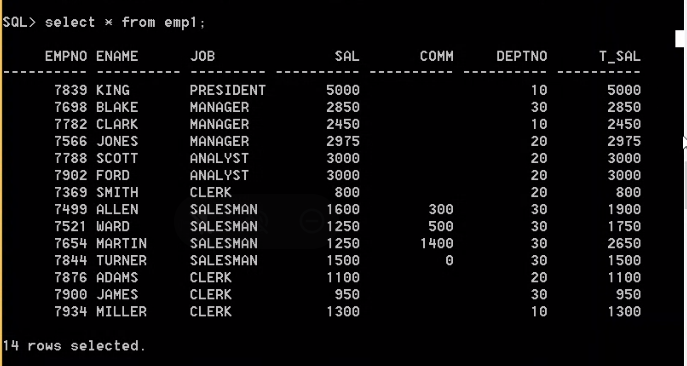 SQL> select * from emp1;
EMPNO ENAME JOB SAL COMM DEPTNO T_SAL
---------- ---------- --------- ---------- ---------- ---------- ----------
7839 KING PRESIDENT 5000 10 5000
7698 BLAKE MANAGER 2850 30 2850
7782 CLARK MANAGER 2450 10 2450
7566 JONES MANAGER 2975 20 2975
7788 SCOTT ANALYST 3000 20 3000
7902 FORD ANALYST 3000 20 3000
7369 SMITH CLERK 800 20 800
7499 ALLEN SALESMAN 1600 300 30 1900
7521 WARD SALESMAN 1250 500 30 1750
7654 MARTIN SALESMAN 1250 1400 30 2650
7844 TURNER SALESMAN 1500 0 30 1500
7876 ADAMS CLERK 1100 20 1100
7900 JAMES CLERK 950 30 950
7934 MILLER CLERK 1300 10 1300
14 rows selected.